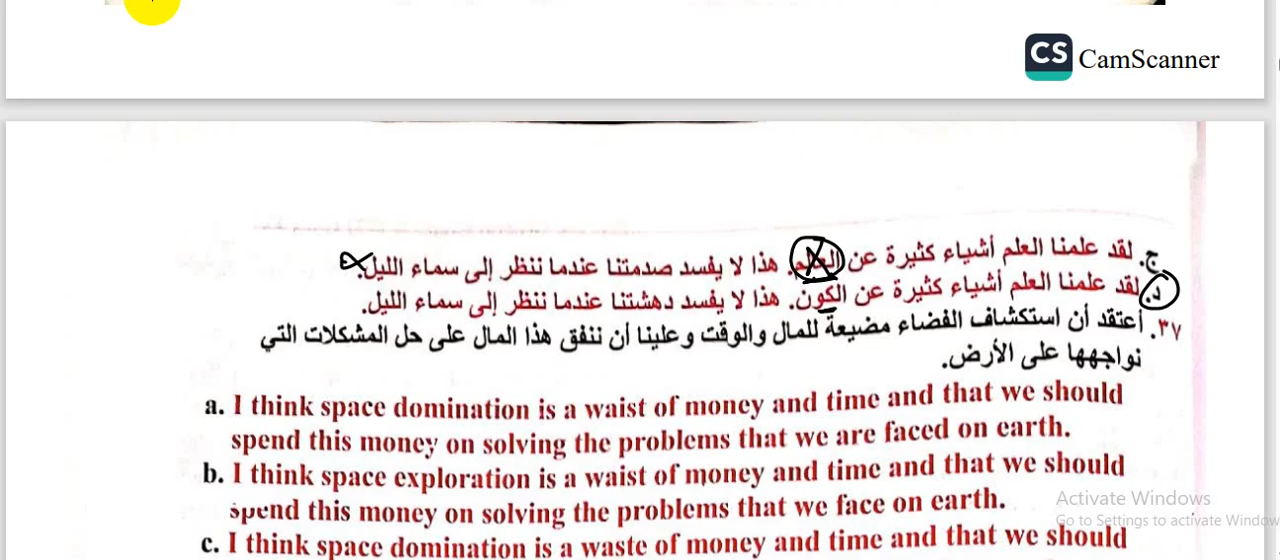 CS CamScanner
ج. لقد علمنا العلم أشياء كثيرة عن العلم. هذا لا يفسد صدمتنا عندما ننظر إلى سماء الليل.
د. لقد علمنا العلم أشياء كثيرة عن الكون. هذا لا يفسد دهشتنا عندما ننظر إلى سماء الليل.
٣٧. أعتقد أن استكشاف الفضاء مضيعة للمال والوقت وعلينا أن ننفق هذا المال على حل المشكلات التي
نواجهها على الأرض.
a. I think space domination is a waist of money and time and that we should
spend this money on solving the problems that we are faced on earth.
b. I think space exploration is a waist of money and time and that we should
spend this money on solving the problems that we face on earth.
c. I think space domination is a waste of money and time and that we should
Activate Windows
Go to Settings to activate Window